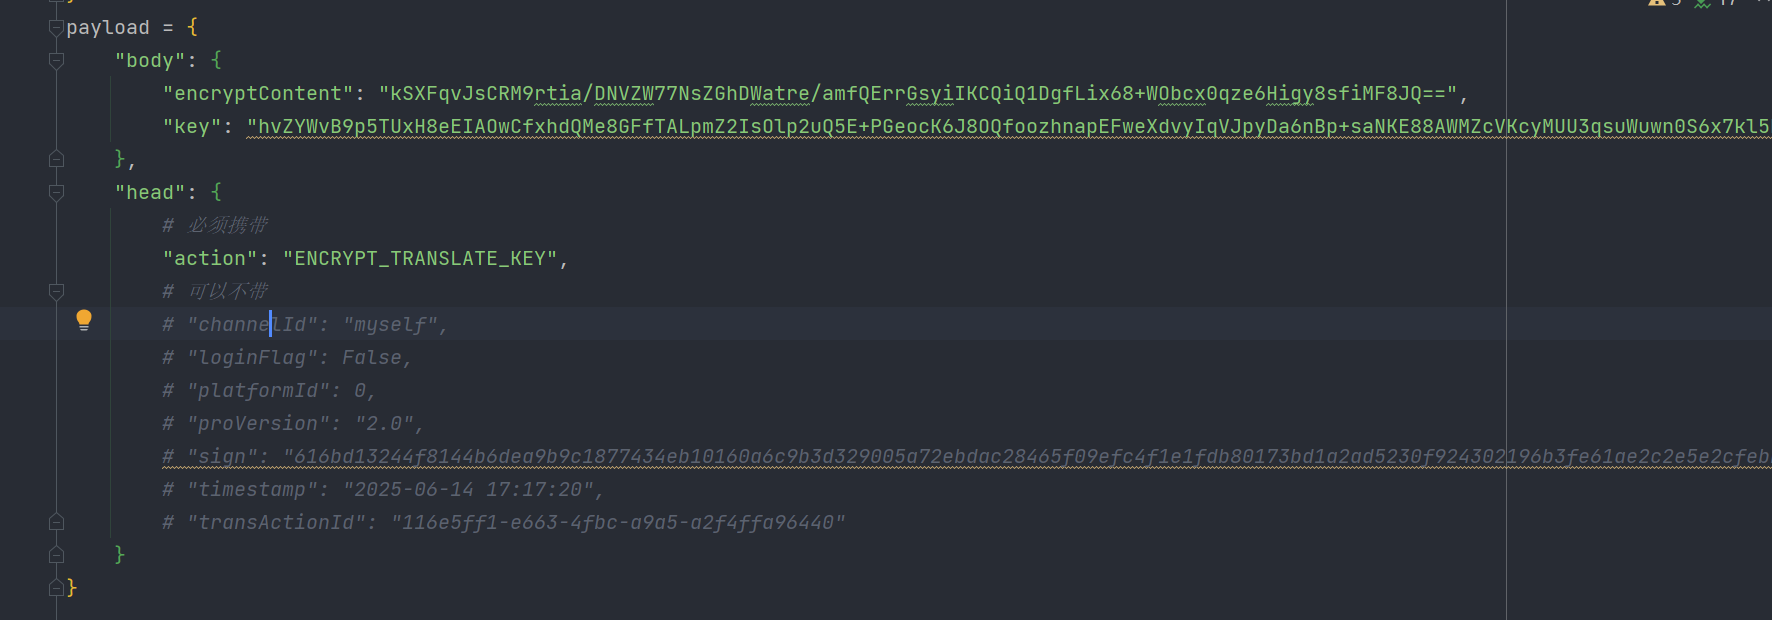 payload = {
"body": {
"encryptContent": "kSXFqvJsCRM9rtia/DNVZW77NsZGhDWatre/amfQErrGsyiIKCQiQ1DgfLix68+WObcx0qze6Higy8sfiMF8JQ==",
"key": "hvZYWvB9p5TUxH8eEIAOwCfxhdQMe8GFfTALpmZ2IsOlp2uQ5E+PGeocK6J8OQfoozhnapEFweXdvyIqVJpyDa6nBp+saNKE88AWMZcVKcyMUU3qsuWuwn0S6x7kl5
},
"head": {
# 必须携带
"action": "ENCRYPT_TRANSLATE_KEY",
# 可以不带
# "channelId": "myself",
# "loginFlag": False,
# "platformId": 0,
# "proVersion": "2.0",
# "sign": "616bd13244f8144b6dea9b9c1877434eb10160a6c9b3d329005a72ebdac28465f09efc4f1e1fdb80173bd1a2ad5230f924302196b3fe61ae2c2e5e2cfeb
# "timestamp": "2025-06-14 17:17:20",
# "transActionId": "116e5ff1-e663-4fbc-a9a5-a2f4ffa96440"
}
}